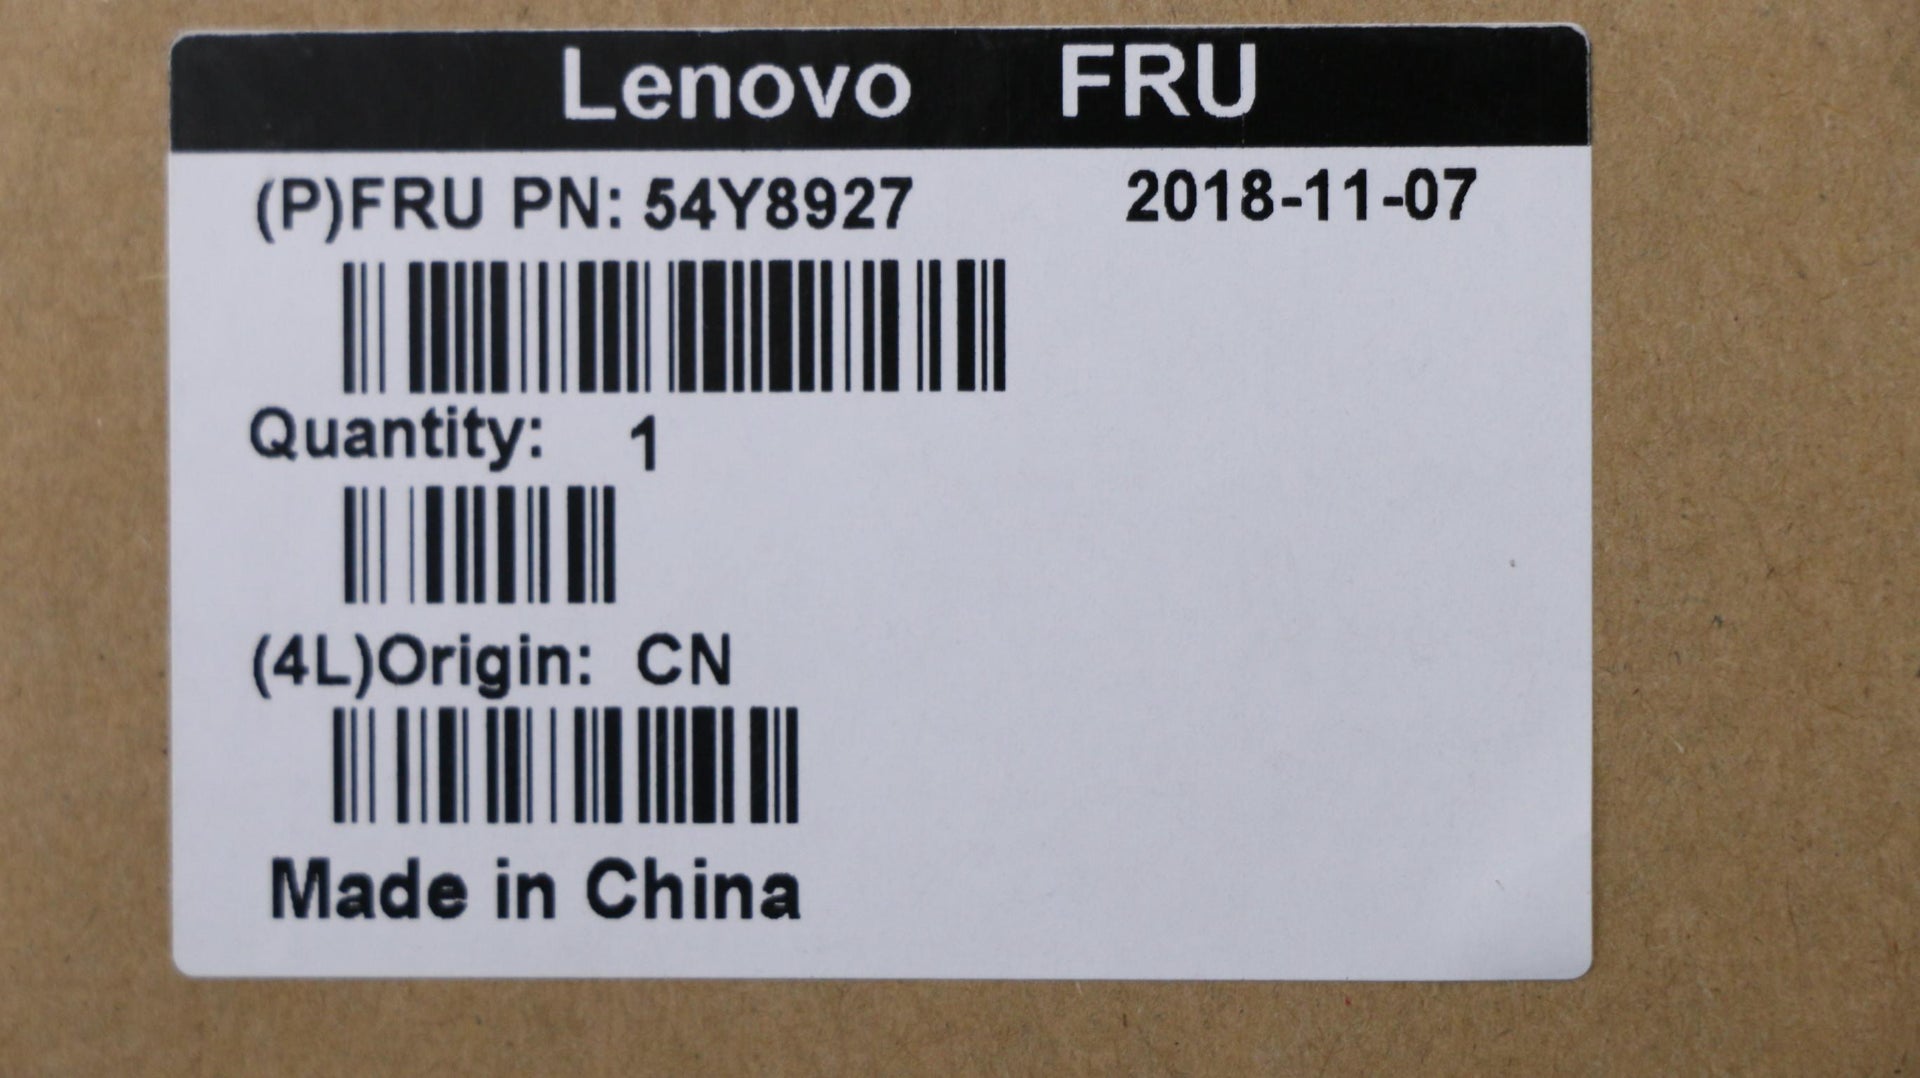 Lenovo FRU
(P)FRU PN: 54Y8927 2018-11-07
Quantity: 1
(4L)Origin: CN
Made in China